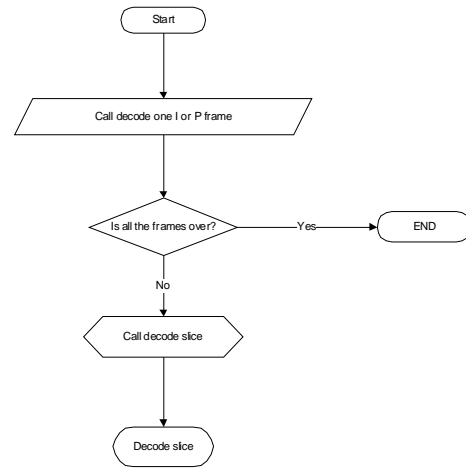 Start
Call decode one I or P frame
Is all the frames over?
Yes
END
No
Call decode slice
Decode slice